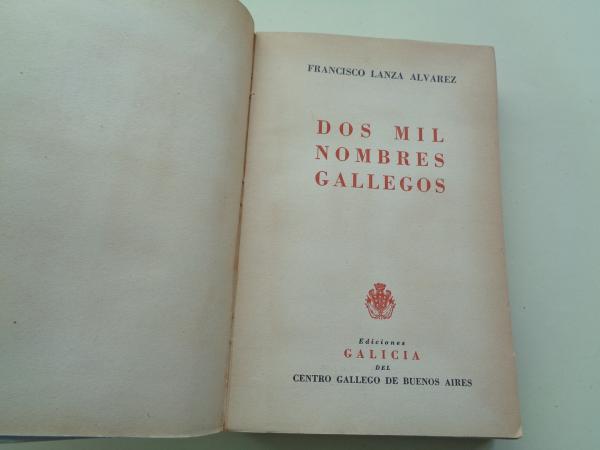 FRANCISCO LANZA ALVAREZ
DOS MIL
NOMBRES
GALLEGOS
Ediciones
GALICIA
DEL
CENTRO GALLEGO DE BUENOS AIRES